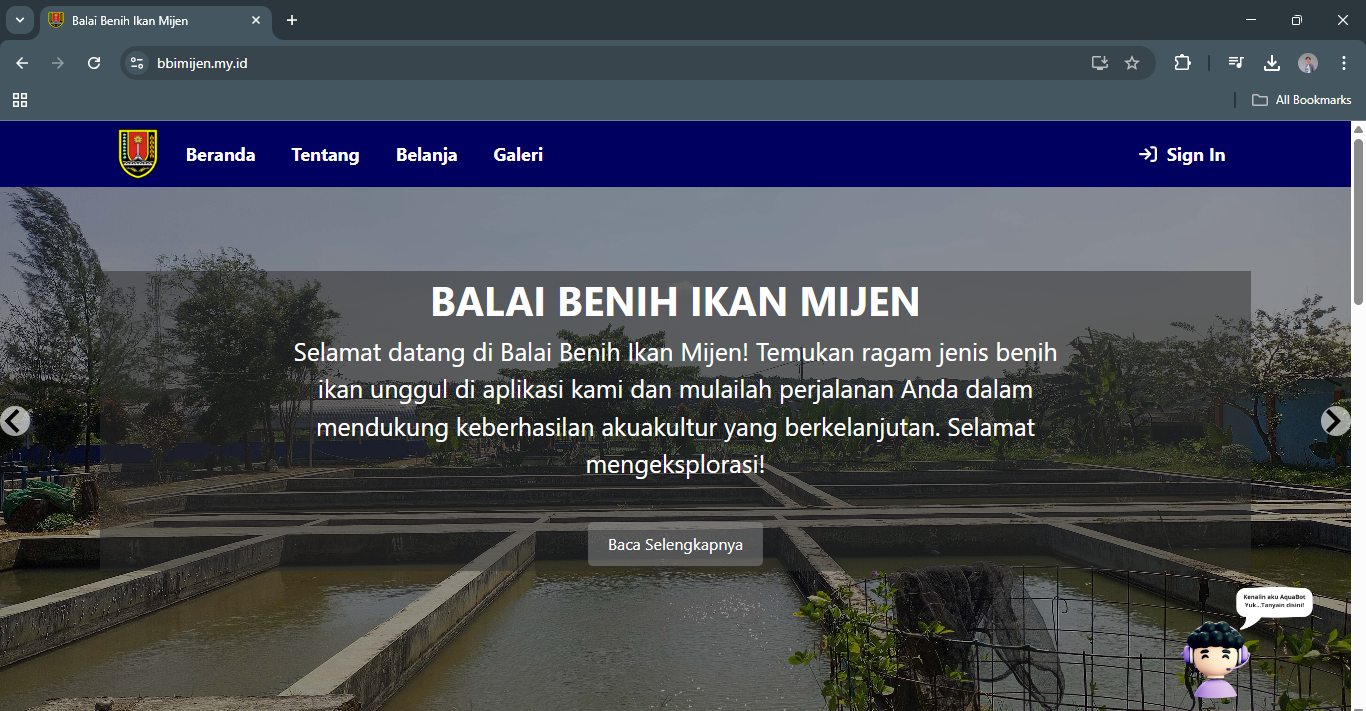 Balai Benih Ikan Mijen
bbimijen.my.id
All Bookmarks
Beranda Tentang Belanja Galeri Sign In
BALAI BENIH IKAN MIJEN
Selamat datang di Balai Benih Ikan Mijen! Temukan ragam jenis benih
ikan unggul di aplikasi kami dan mulailah perjalanan Anda dalam
mendukung keberhasilan akuakultur yang berkelanjutan. Selamat
mengeksplorasi!
Baca Selengkapnya
Kenalin aku AquaBot
Yuk...Tanyain disini!